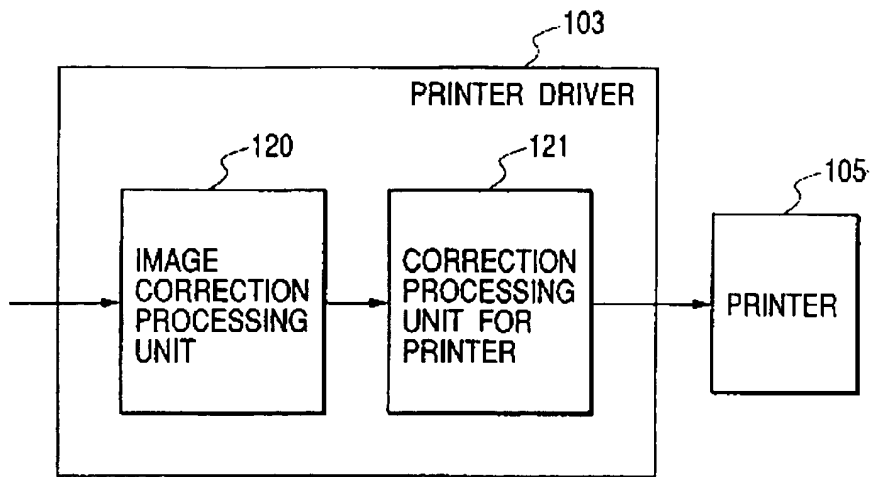 103
PRINTER DRIVER
120
121
105
IMAGE
CORRECTION
PROCESSING
UNIT
CORRECTION
PROCESSING
UNIT FOR
PRINTER
PRINTER